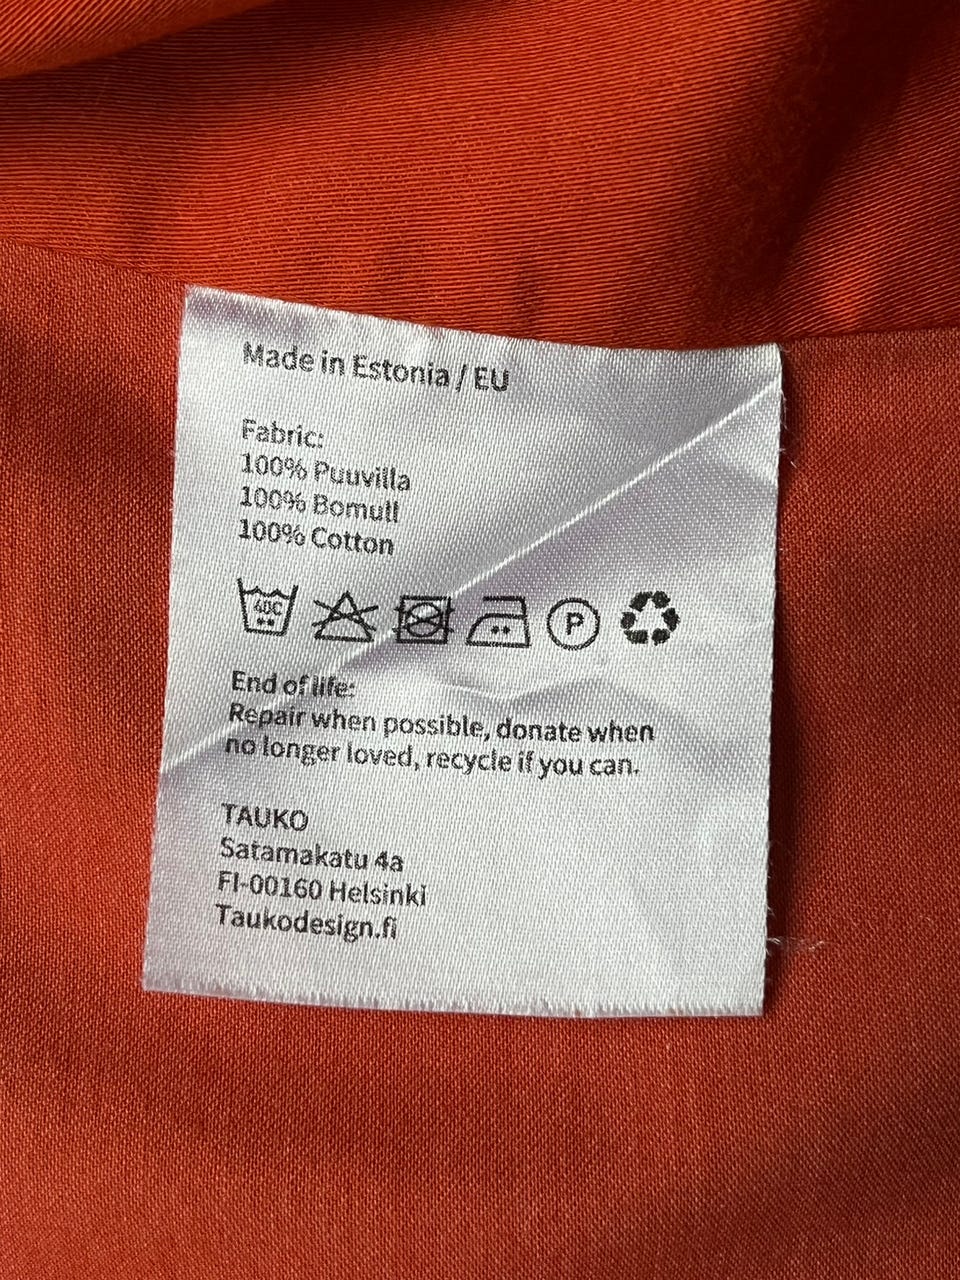 Made in Estonia / EU
Fabric:
100% Puuvilla
100% Bomull
100% Cotton
40C
P
End of life:
Repair when possible, donate when
no longer loved, recycle if you can.
TAUKO
Satamakatu 4a
FI-00160 Helsinki
Taukodesign.fi